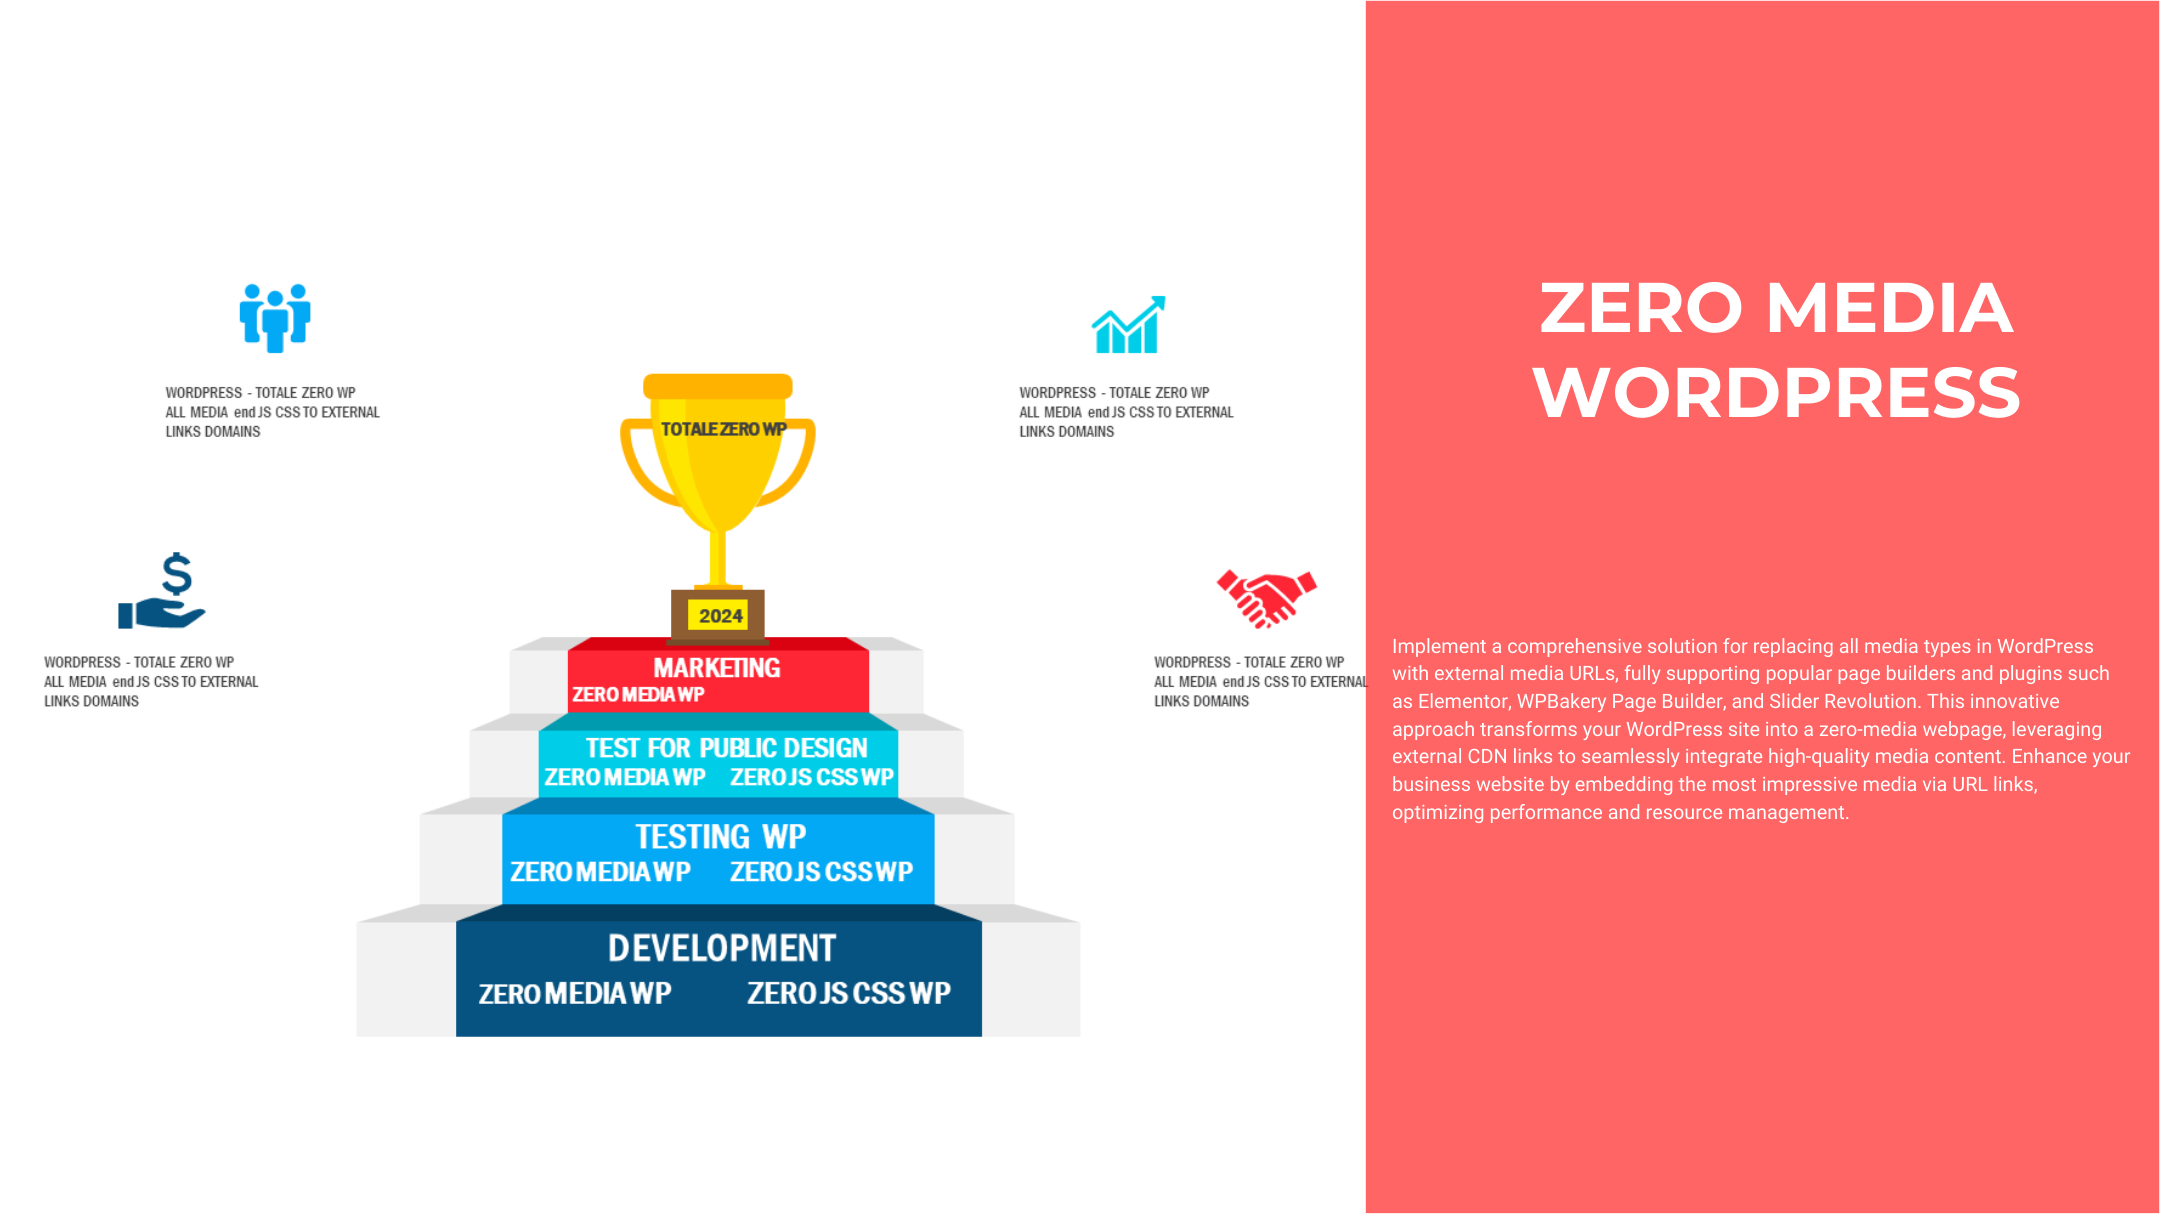 ZERO MEDIA
WORDPRESS
WORDPRESS - TOTALE ZERO WP
ALL MEDIA end JS CSS TO EXTERNAL
LINKS DOMAINS
WORDPRESS - TOTALE ZERO WP
ALL MEDIA end JS CSS TO EXTERNAL
LINKS DOMAINS
TOTALE ZERO WP
2024
WORDPRESS - TOTALE ZERO WP
ALL MEDIA end JS CSS TO EXTERNAL
LINKS DOMAINS
WORDPRESS - TOTALE ZERO WP
ALL MEDIA end JS CSS TO EXTERNAL
LINKS DOMAINS
MARKETING
ZERO MEDIA WP
TEST FOR PUBLIC DESIGN
ZERO MEDIA WP ZERO JS CSS WP
TESTING WP
ZERO MEDIA WP ZERO JS CSS WP
DEVELOPMENT
ZERO MEDIA WP ZERO JS CSS WP
Implement a comprehensive solution for replacing all media types in WordPress
with external media URLs, fully supporting popular page builders and plugins such
as Elementor, WPBakery Page Builder, and Slider Revolution. This innovative
approach transforms your WordPress site into a zero-media webpage, leveraging
external CDN links to seamlessly integrate high-quality media content. Enhance your
business website by embedding the most impressive media via URL links,
optimizing performance and resource management.